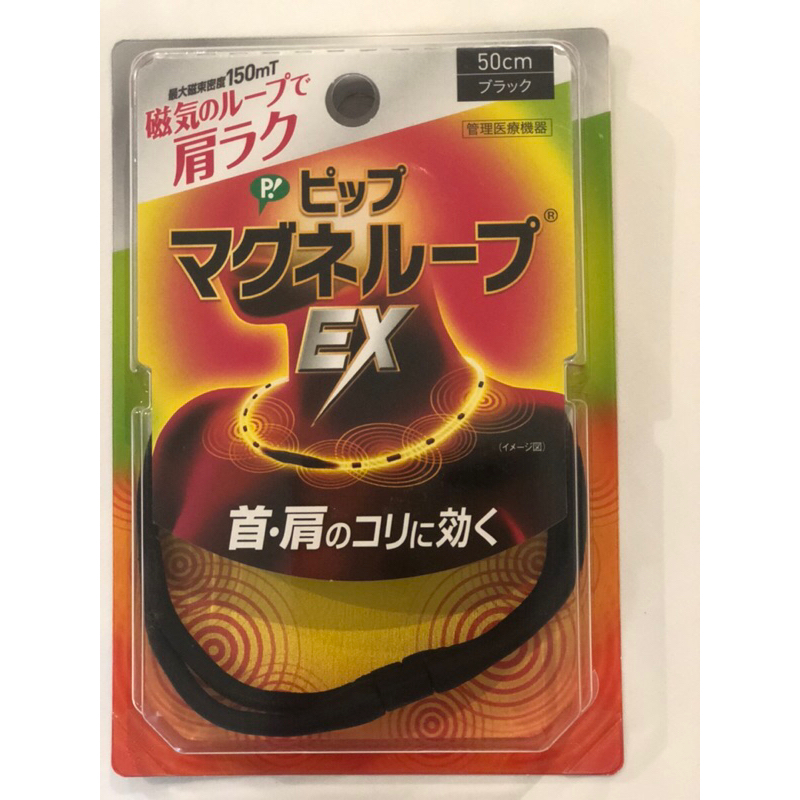 50cm
ブラック
管理医療機器
最大磁束密度150mT
磁気のループで
肩ラク
P!
ピップ
マグネループ®
EX
(イメージ図)
首・肩のコリに効く